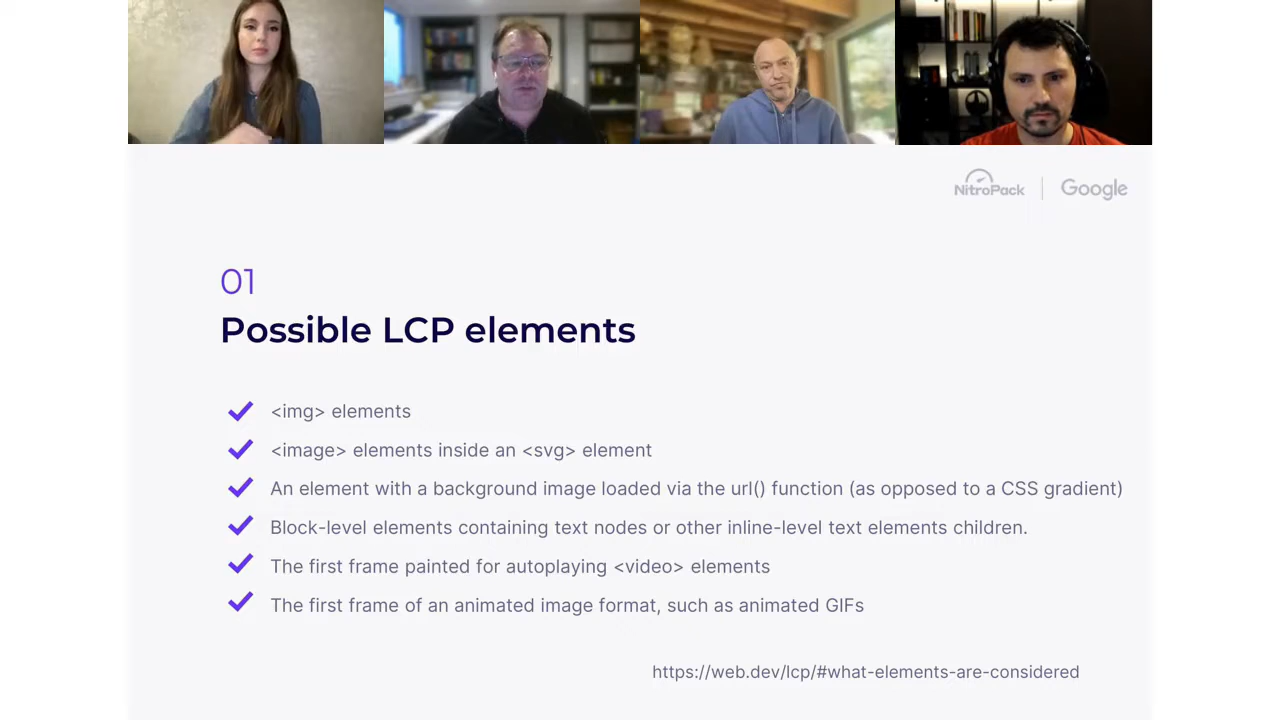 NitroPack | Google
01
Possible LCP elements
<img> elements
<image> elements inside an <svg> element
An element with a background image loaded via the url() function (as opposed to a CSS gradient)
Block-level elements containing text nodes or other inline-level text elements children.
The first frame painted for autoplaying <video> elements
The first frame of an animated image format, such as animated GIFs
https://web.dev/lcp/#what-elements-are-considered